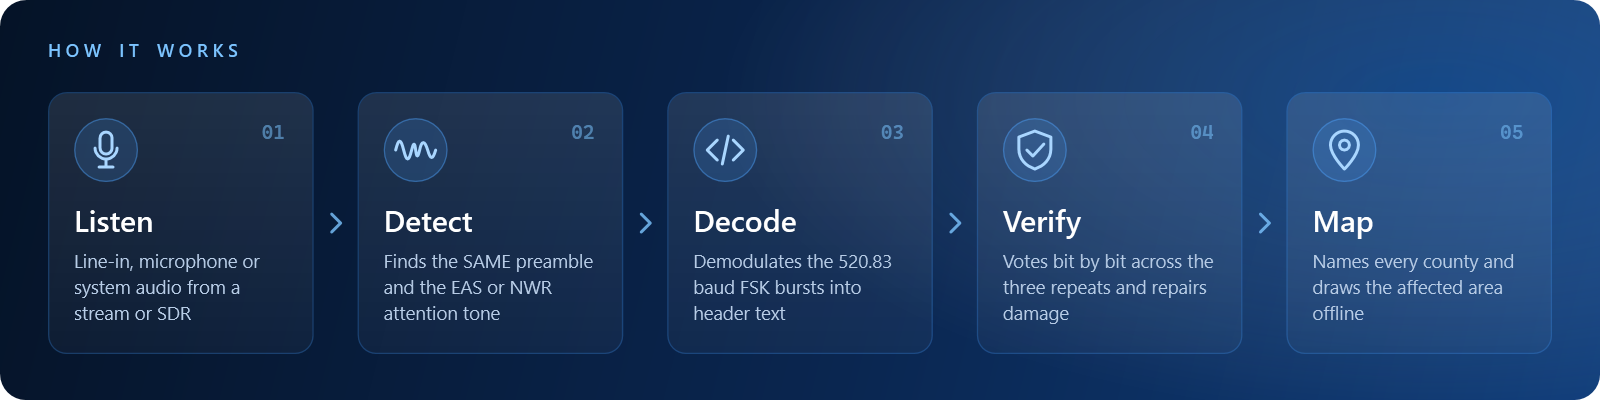 HOW IT WORKS
01
Listen
Line-in, microphone or
system audio from a
stream or SDR
02
Detect
Finds the SAME preamble
and the EAS or NWR
attention tone
03
Decode
Demodulates the 520.83
baud FSK bursts into
header text
04
Verify
Votes bit by bit across the
three repeats and repairs
damage
05
Map
Names every county and
draws the affected area
offline